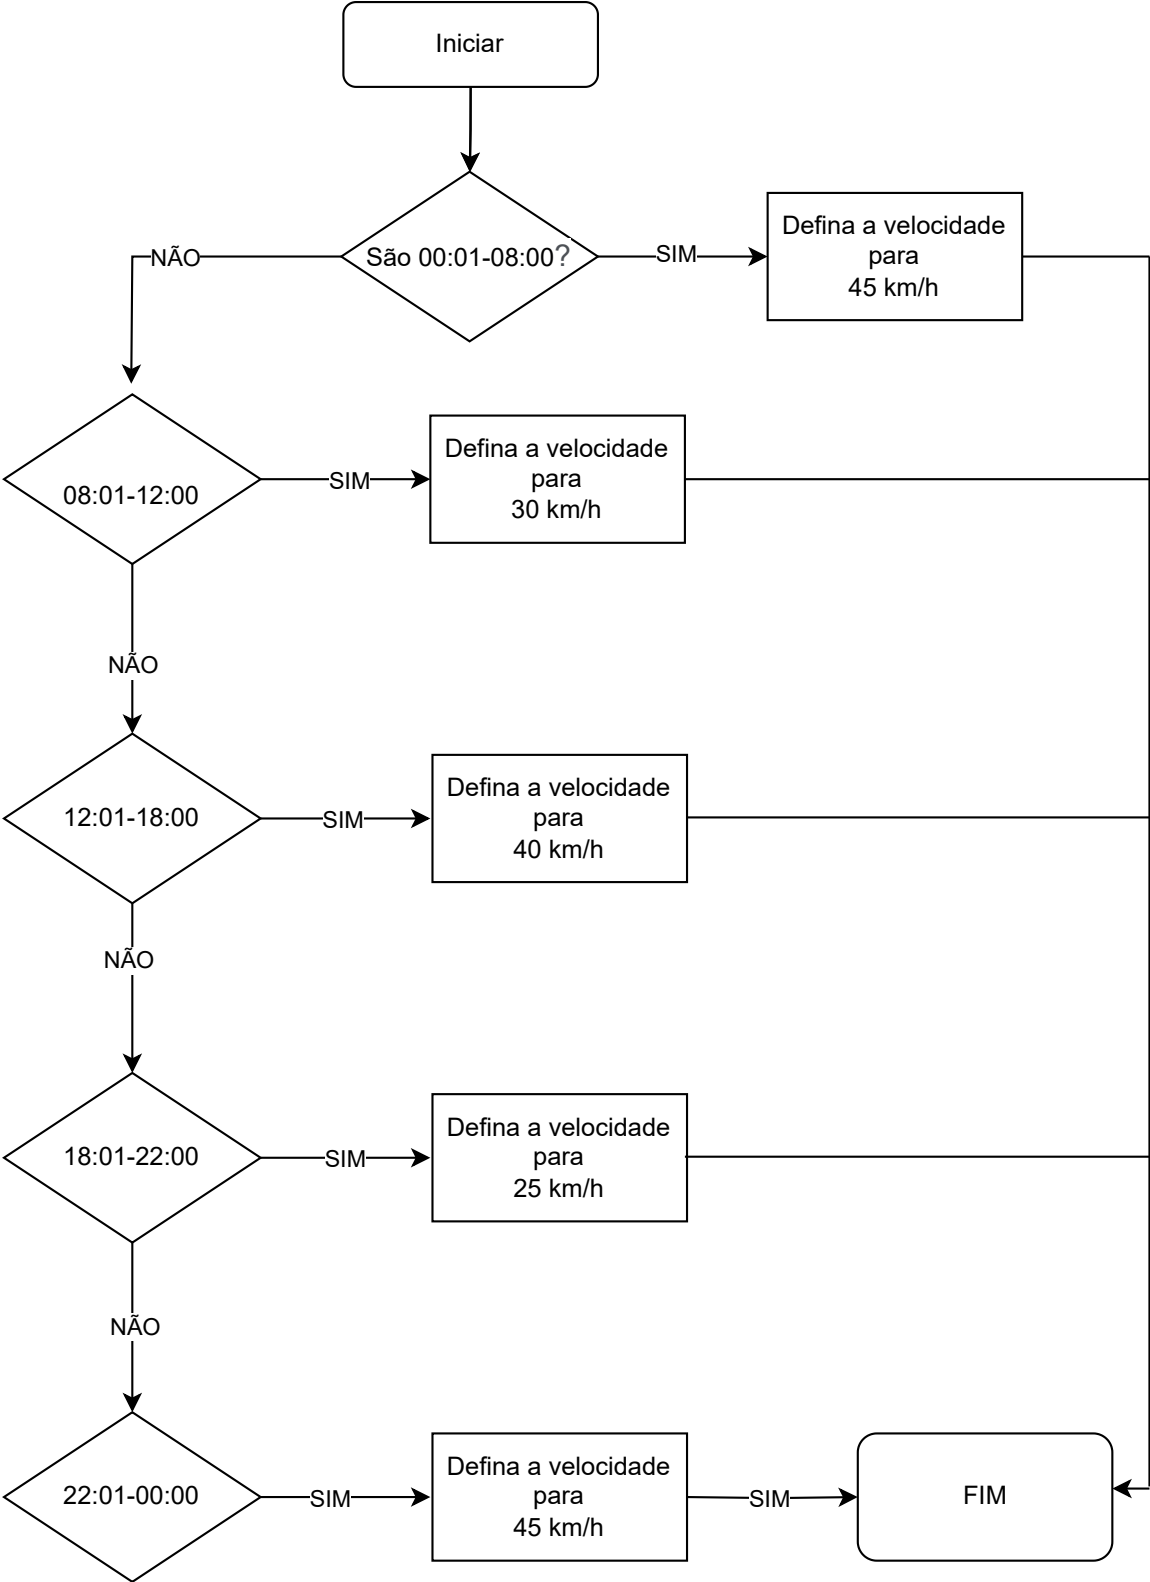 Iniciar
São 00:01-08:00?
NÃO
SIM
Defina a velocidade
para
45 km/h
08:01-12:00
SIM
Defina a velocidade
para
30 km/h
NÃO
12:01-18:00
SIM
Defina a velocidade
para
40 km/h
NÃO
18:01-22:00
SIM
Defina a velocidade
para
25 km/h
NÃO
22:01-00:00
SIM
Defina a velocidade
para
45 km/h
SIM
FIM